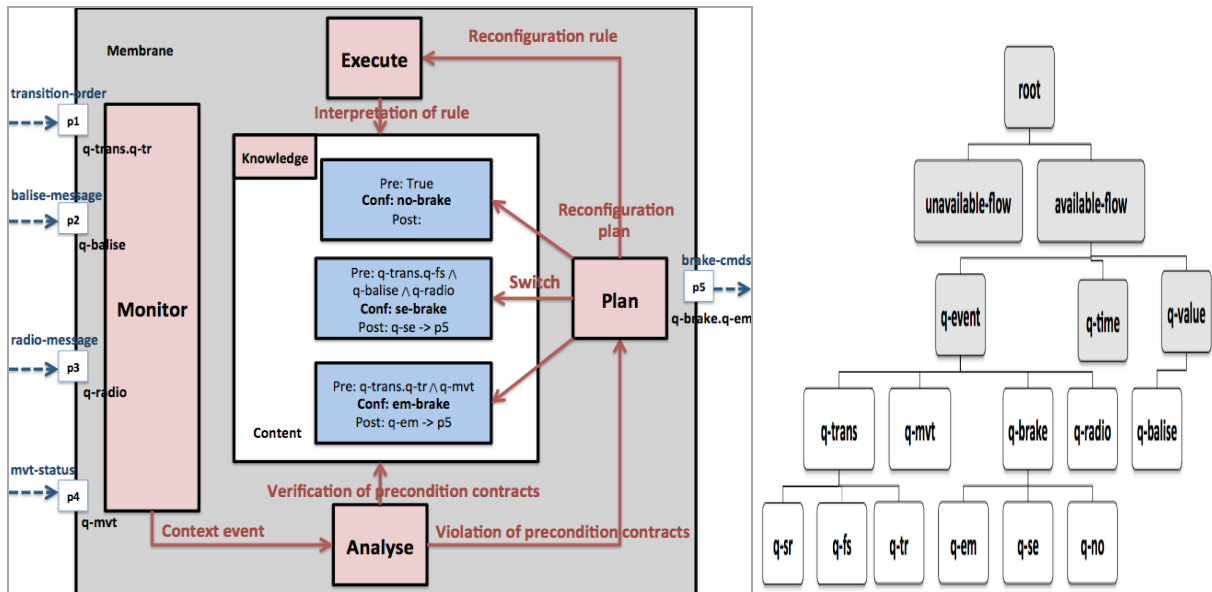 Membrane
transition-order
p1
q-trans.q-tr
balise-message
p2
q-balise
radio-message
p3
q-radio
mvt-status
p4
q-mvt
Monitor
Execute
Reconfiguration rule
Interpretation of rule
Knowledge
Pre: True
Conf: no-brake
Post:
Pre: q-trans.q-fs ∧
q-balise ∧ q-radio
Conf: se-brake
Post: q-se -> p5
Pre: q-trans.q-tr ∧ q-mvt
Conf: em-brake
Post: q-em -> p5
Content
Reconfiguration
plan
Switch
Plan
brake-cmds
p5
q-brake.q-em
Verification of precondition contracts
Context event
Analyse
Violation of precondition contracts
root
unavailable-flow
available-flow
q-event
q-time
q-value
q-trans
q-mvt
q-brake
q-radio
q-balise
q-sr
q-fs
q-tr
q-em
q-se
q-no